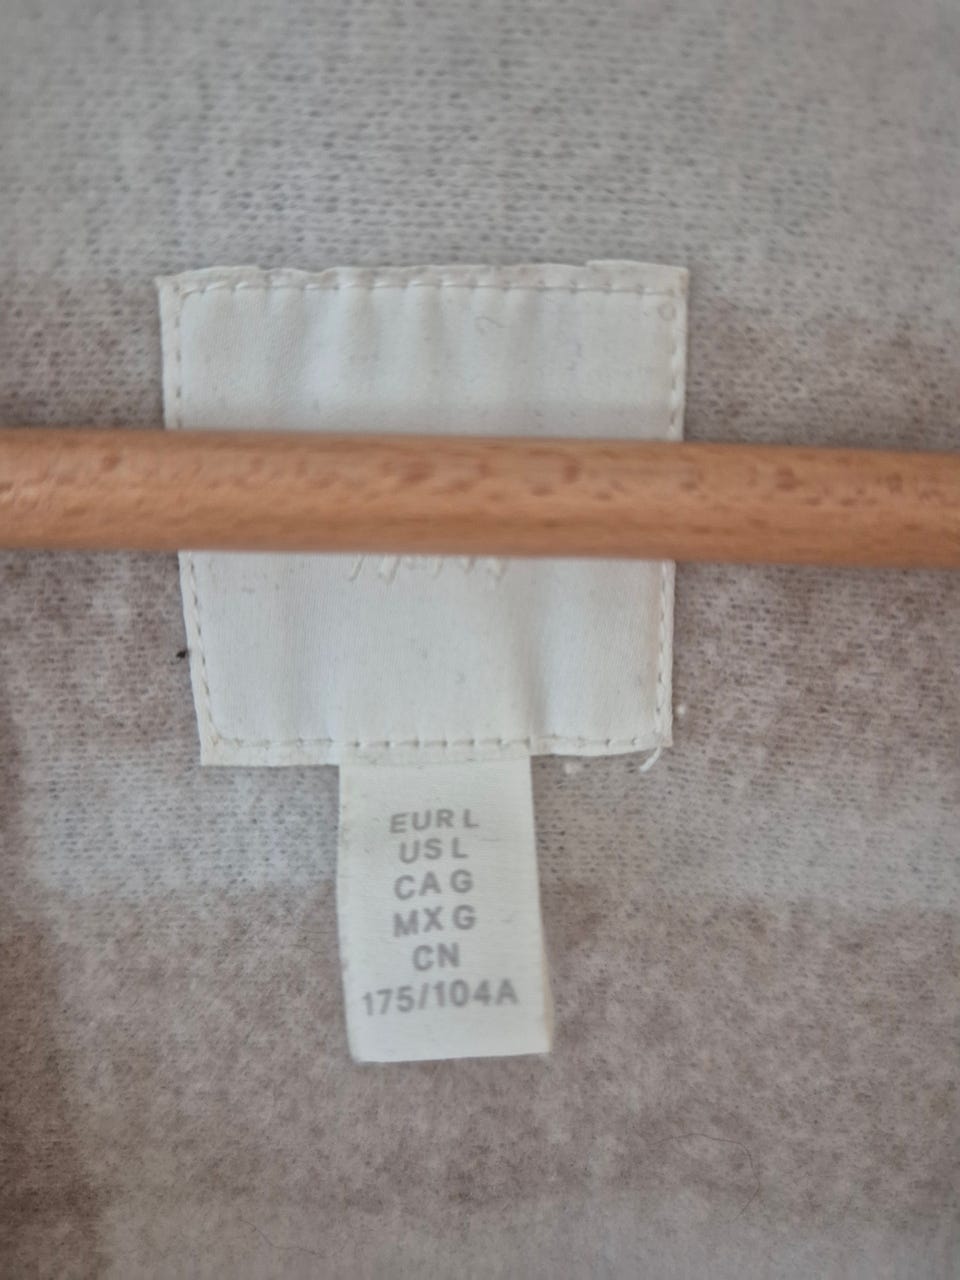 EUR L
US L
CA G
MX G
CN
175/104A